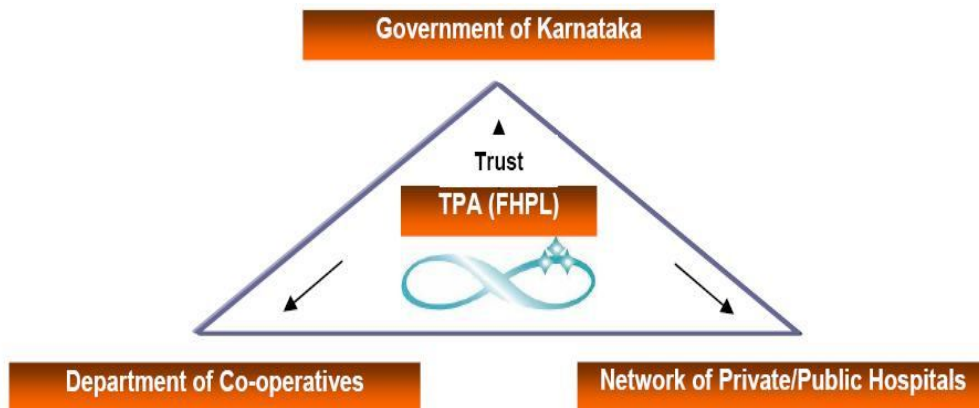 Government of Karnataka
Trust
TPA (FHPL)
Department of Co-operatives
Network of Private/Public Hospitals